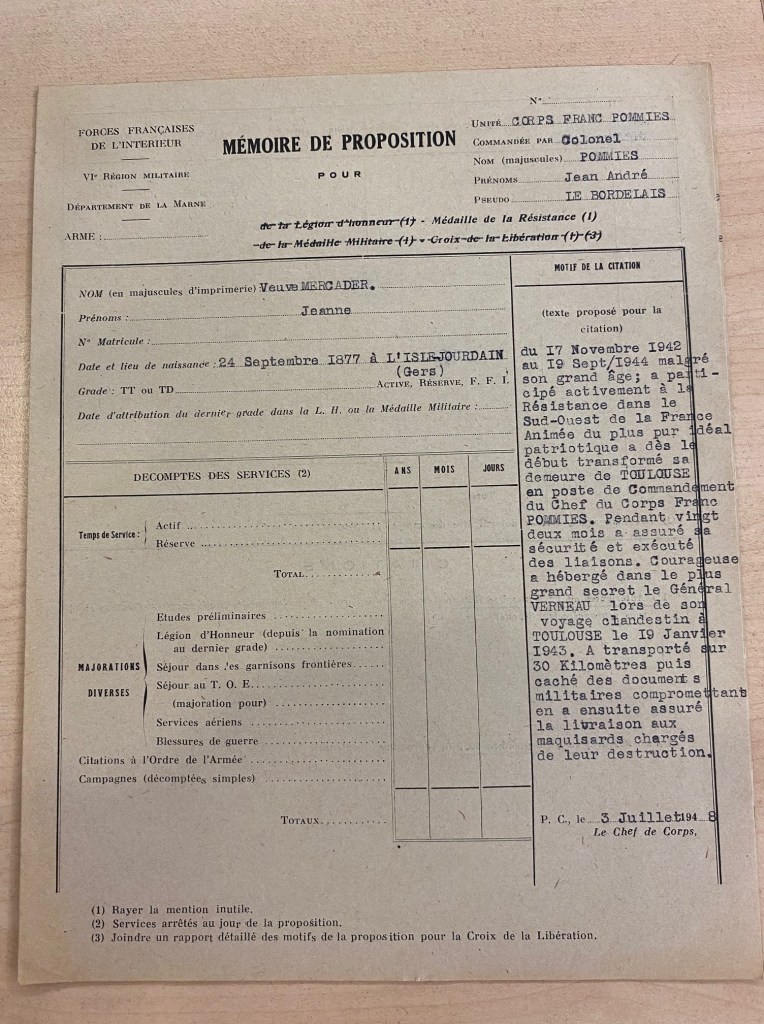 FORCES FRANÇAISES
DE L'INTERIEUR
VIᵉ RÉGION MILITAIRE
DÉPARTEMENT DE LA MARNE
ARME :
MÉMOIRE DE PROPOSITION
POUR
N°
UNITÉ CORPS FRANC POMMIES
COMMANDÉE PAR Colonel
NOM (majuscules) POMMIES
PRÉNOMS Jean André
PSEUDO LE BORDELAIS
de la Légion d'honneur (1) - Médaille de la Résistance (1)
de la Médaille Militaire (1) - Croix de la Libération (1) (3)
NOM (en majuscules d'imprimerie) : Veuve MERCADER.
Prénoms : Jeanne
N° Matricule :
Date et lieu de naissance : 24 Septembre 1877 à L'ISLEJOURDAIN
(Gers)
Grade : TT ou TD ACTIVE, RÉSERVE, F. F. I.
Date d'attribution du dernier grade dans la L. H. ou la Médaille Militaire :
DECOMPTES DES SERVICES (2)
ANS MOIS JOURS
Temps de Service :
Actif
Réserve
TOTAL
MAJORATIONS
DIVERSES
Etudes préliminaires
Légion d'Honneur (depuis la nomination
au dernier grade)
Séjour dans les garnisons frontières
Séjour au T. O. E.
(majoration pour)
Services aériens
Blessures de guerre
Citations à l'Ordre de l'Armée
Campagnes (décomptées simples)
TOTAUX
MOTIF DE LA CITATION
(texte proposé pour la
citation)
du 17 Novembre 1942
au 19 Sept/1944 malgré
son grand âge; a parti-
cipé activement à la
Résistance dans le
Sud-Ouest de la France
Animée du plus pur idéal
patriotique a dès le
début transformé sa
demeure de TOULOUSE
en poste de Commandement
du Chef du Corps Franc
POMMIES. Pendant vingt
deux mois a assuré sa
sécurité et exécuté
des liaisons. Courageuse
a hébergé dans le plus
grand secret le Général
VERNEAU lors de son
voyage clandestin à
TOULOUSE le 19 Janvier
1943. A transporté sur
30 Kilomètres puis
caché des documents
militaires compromettants
en a ensuite assuré
la livraison aux
maquisards chargés
de leur destruction.
P. C., le 3 Juillet 1948
Le Chef de Corps,
(1) Rayer la mention inutile.
(2) Services arrêtés au jour de la proposition.
(3) Joindre un rapport détaillé des motifs de la proposition pour la Croix de la Libération.